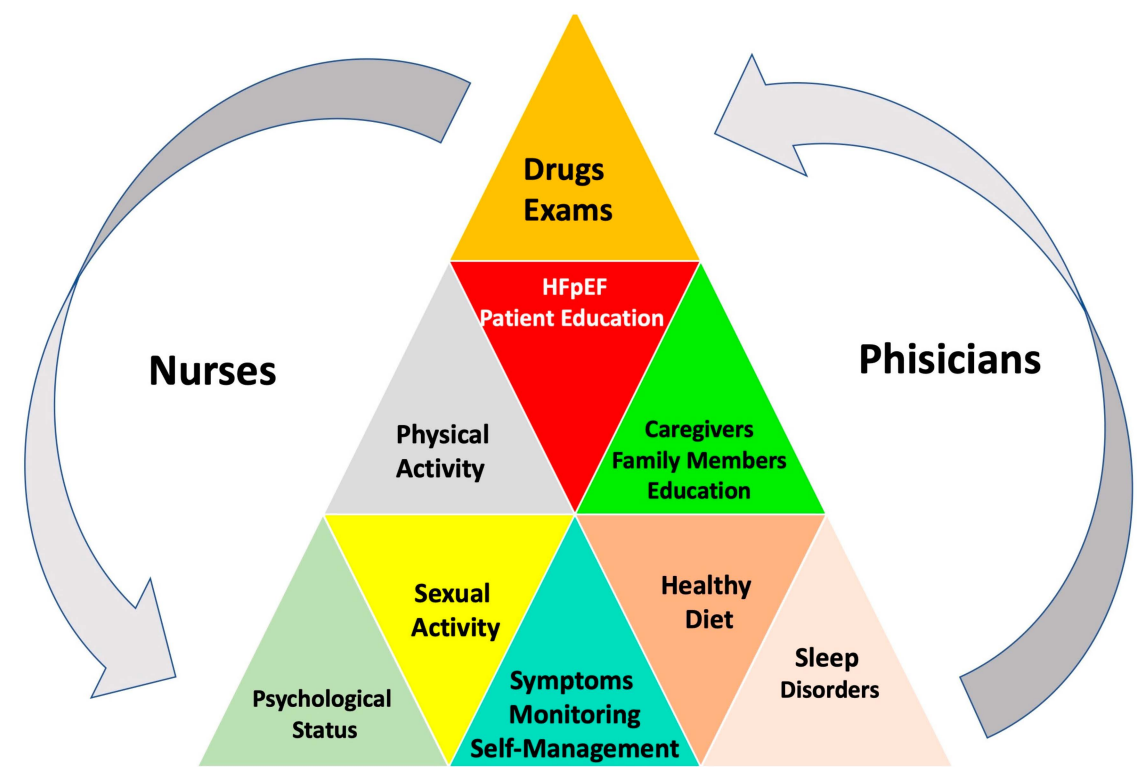 Drugs
Exams
HFpEF
Patient Education
Nurses
Phisicians
Physical
Activity
Caregivers
Family Members
Education
Sexual
Activity
Healthy
Diet
Psychological
Status
Symptoms
Monitoring
Self-Management
Sleep
Disorders